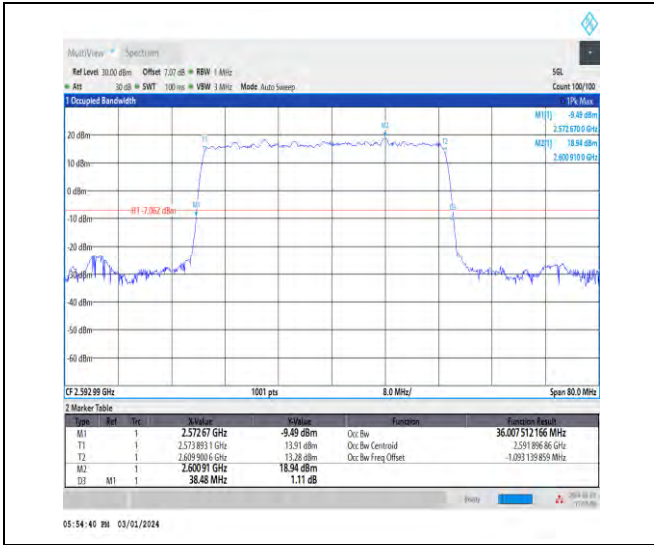 MultiView Spectrum
Ref Level 30.00 dBm Offset 7.07 dB RBW 1 MHz SGL
Att 30 dB SWT 100 ms VBW 3 MHz Mode Auto Sweep Count 100/100
1 Occupied Bandwidth 1Pk Max
M1[1] -9.49 dBm
2.572 670 0 GHz
M2[1] 18.94 dBm
2.600 910 0 GHz
M2
T1
T2
20 dBm
10 dBm
0 dBm
M1
D3
H1 -7.062 dBm
-10 dBm
-20 dBm
-30 dBm
-40 dBm
-50 dBm
-60 dBm
CF 2.592 99 GHz 1001 pts 8.0 MHz/ Span 80.0 MHz
2 Marker Table
Type Ref Trc X-Value Y-Value Function Function Result
M1 1 2.572 67 GHz -9.49 dBm Occ Bw 36.007 512 166 MHz
T1 1 2.573 893 1 GHz 13.91 dBm Occ Bw Centroid 2.591 896 86 GHz
T2 1 2.609 900 6 GHz 13.28 dBm Occ Bw Freq Offset -1.093 139 859 MHz
M2 1 2.600 91 GHz 18.94 dBm
D3 M1 1 38.48 MHz 1.11 dB
Ready
05:54:40 PM 03/01/2024